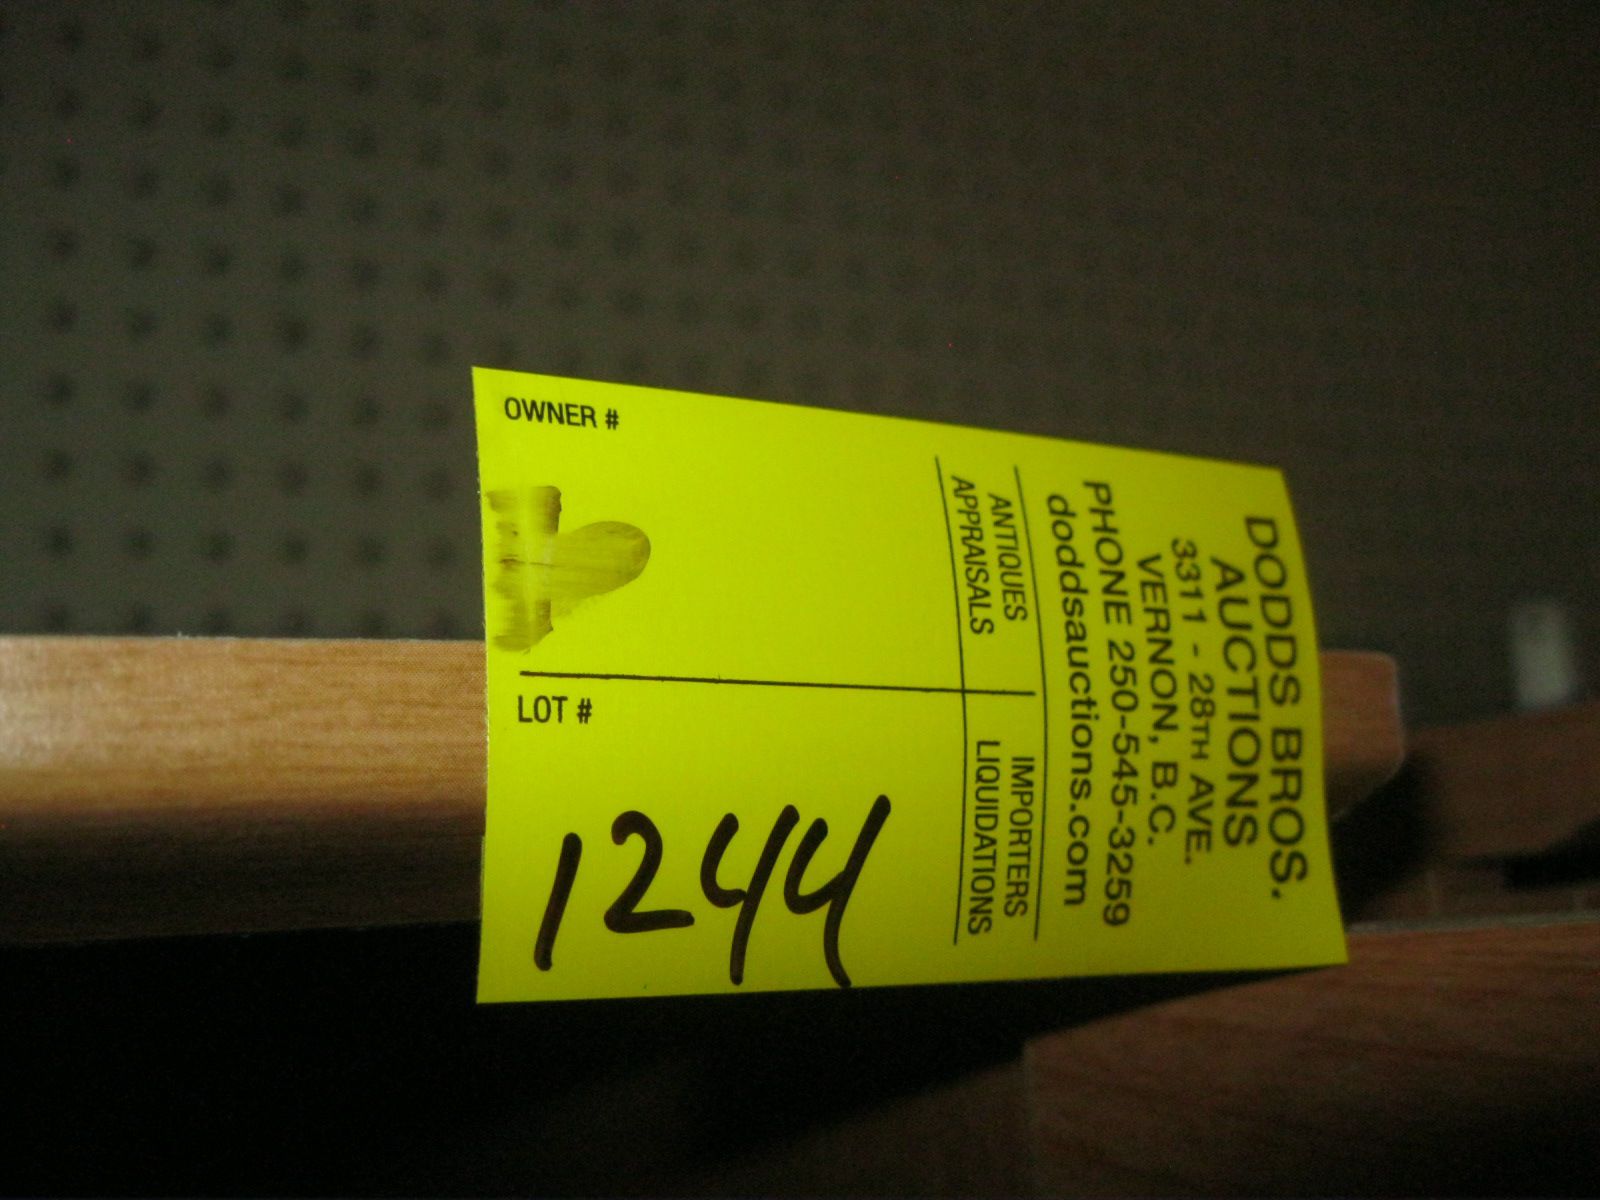 DODDS BROS.
AUCTIONS
3311 - 28TH AVE.
VERNON, B.C.
PHONE 250-545-3259
doddsauctions.com
ANTIQUES
APPRAISALS
IMPORTERS
LIQUIDATIONS
OWNER #
LOT #
1244